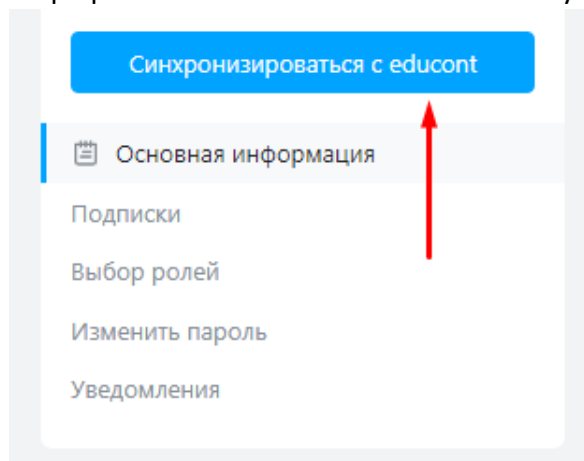 Синхронизироваться с educont
Основная информация
Подписки
Выбор ролей
Изменить пароль
Уведомления